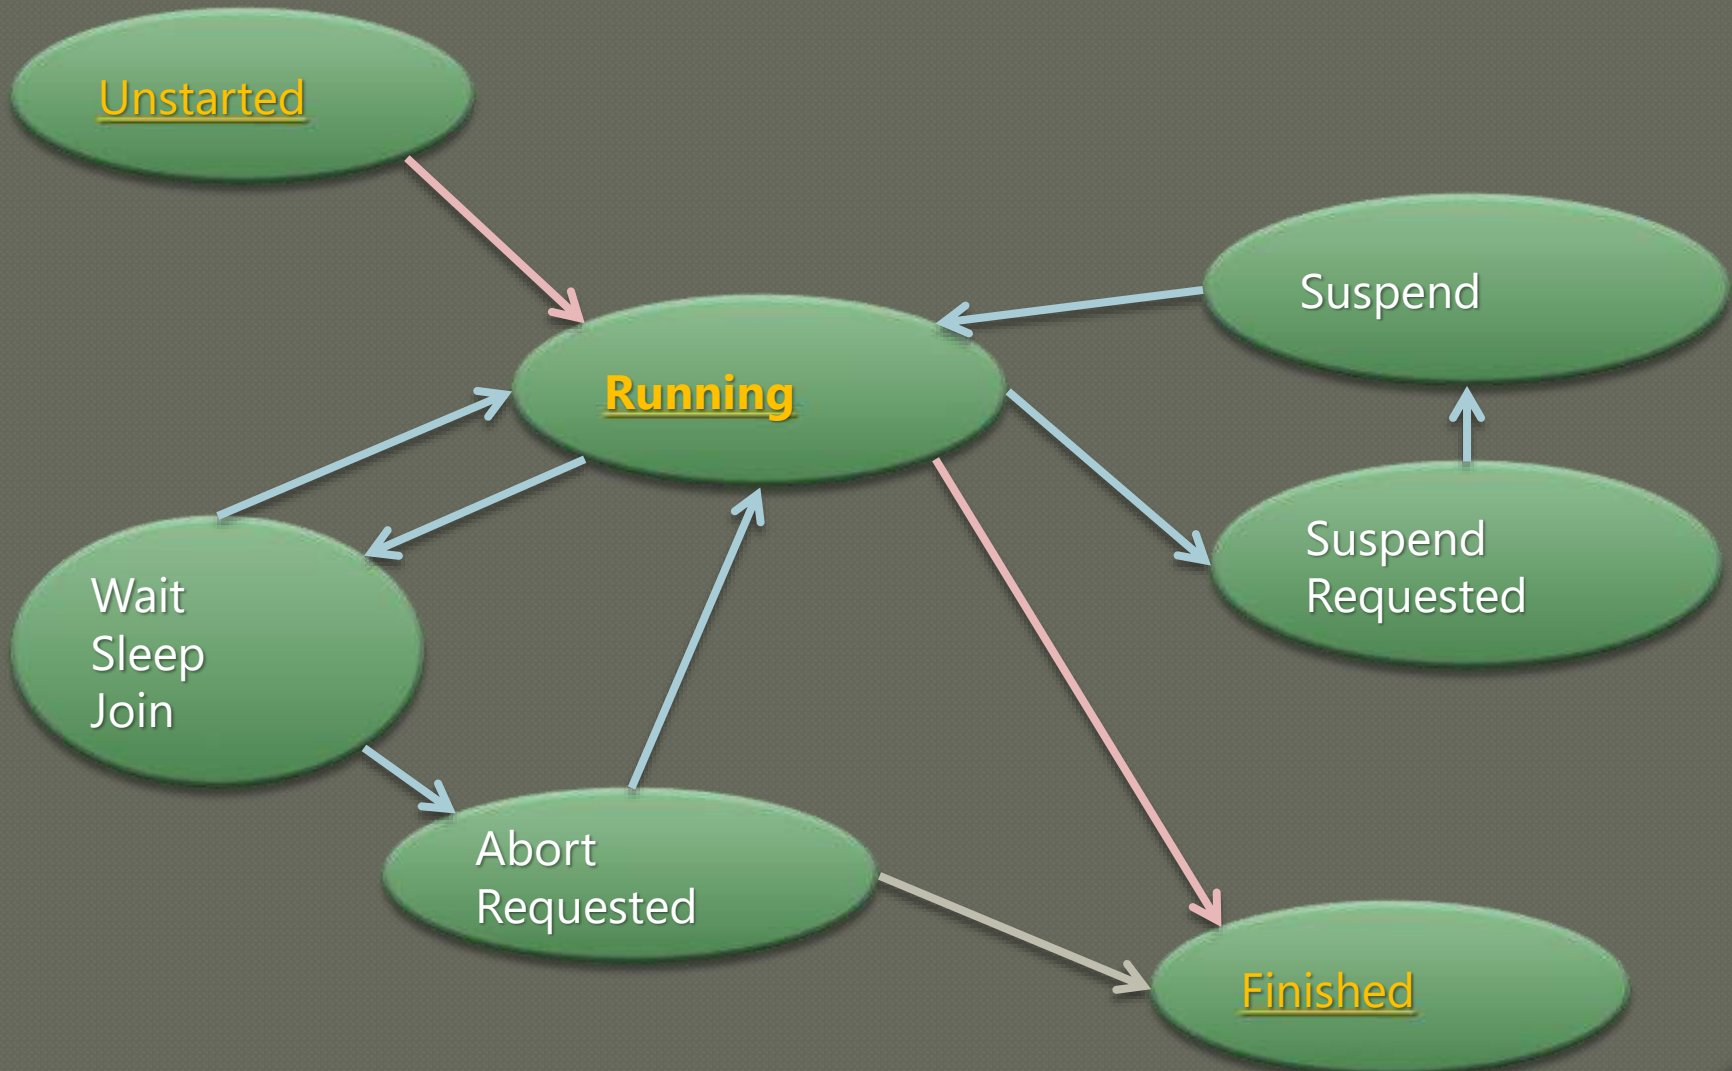 Unstarted
Suspend
Running
Suspend
Requested
Wait
Sleep
Join
Abort
Requested
Finished